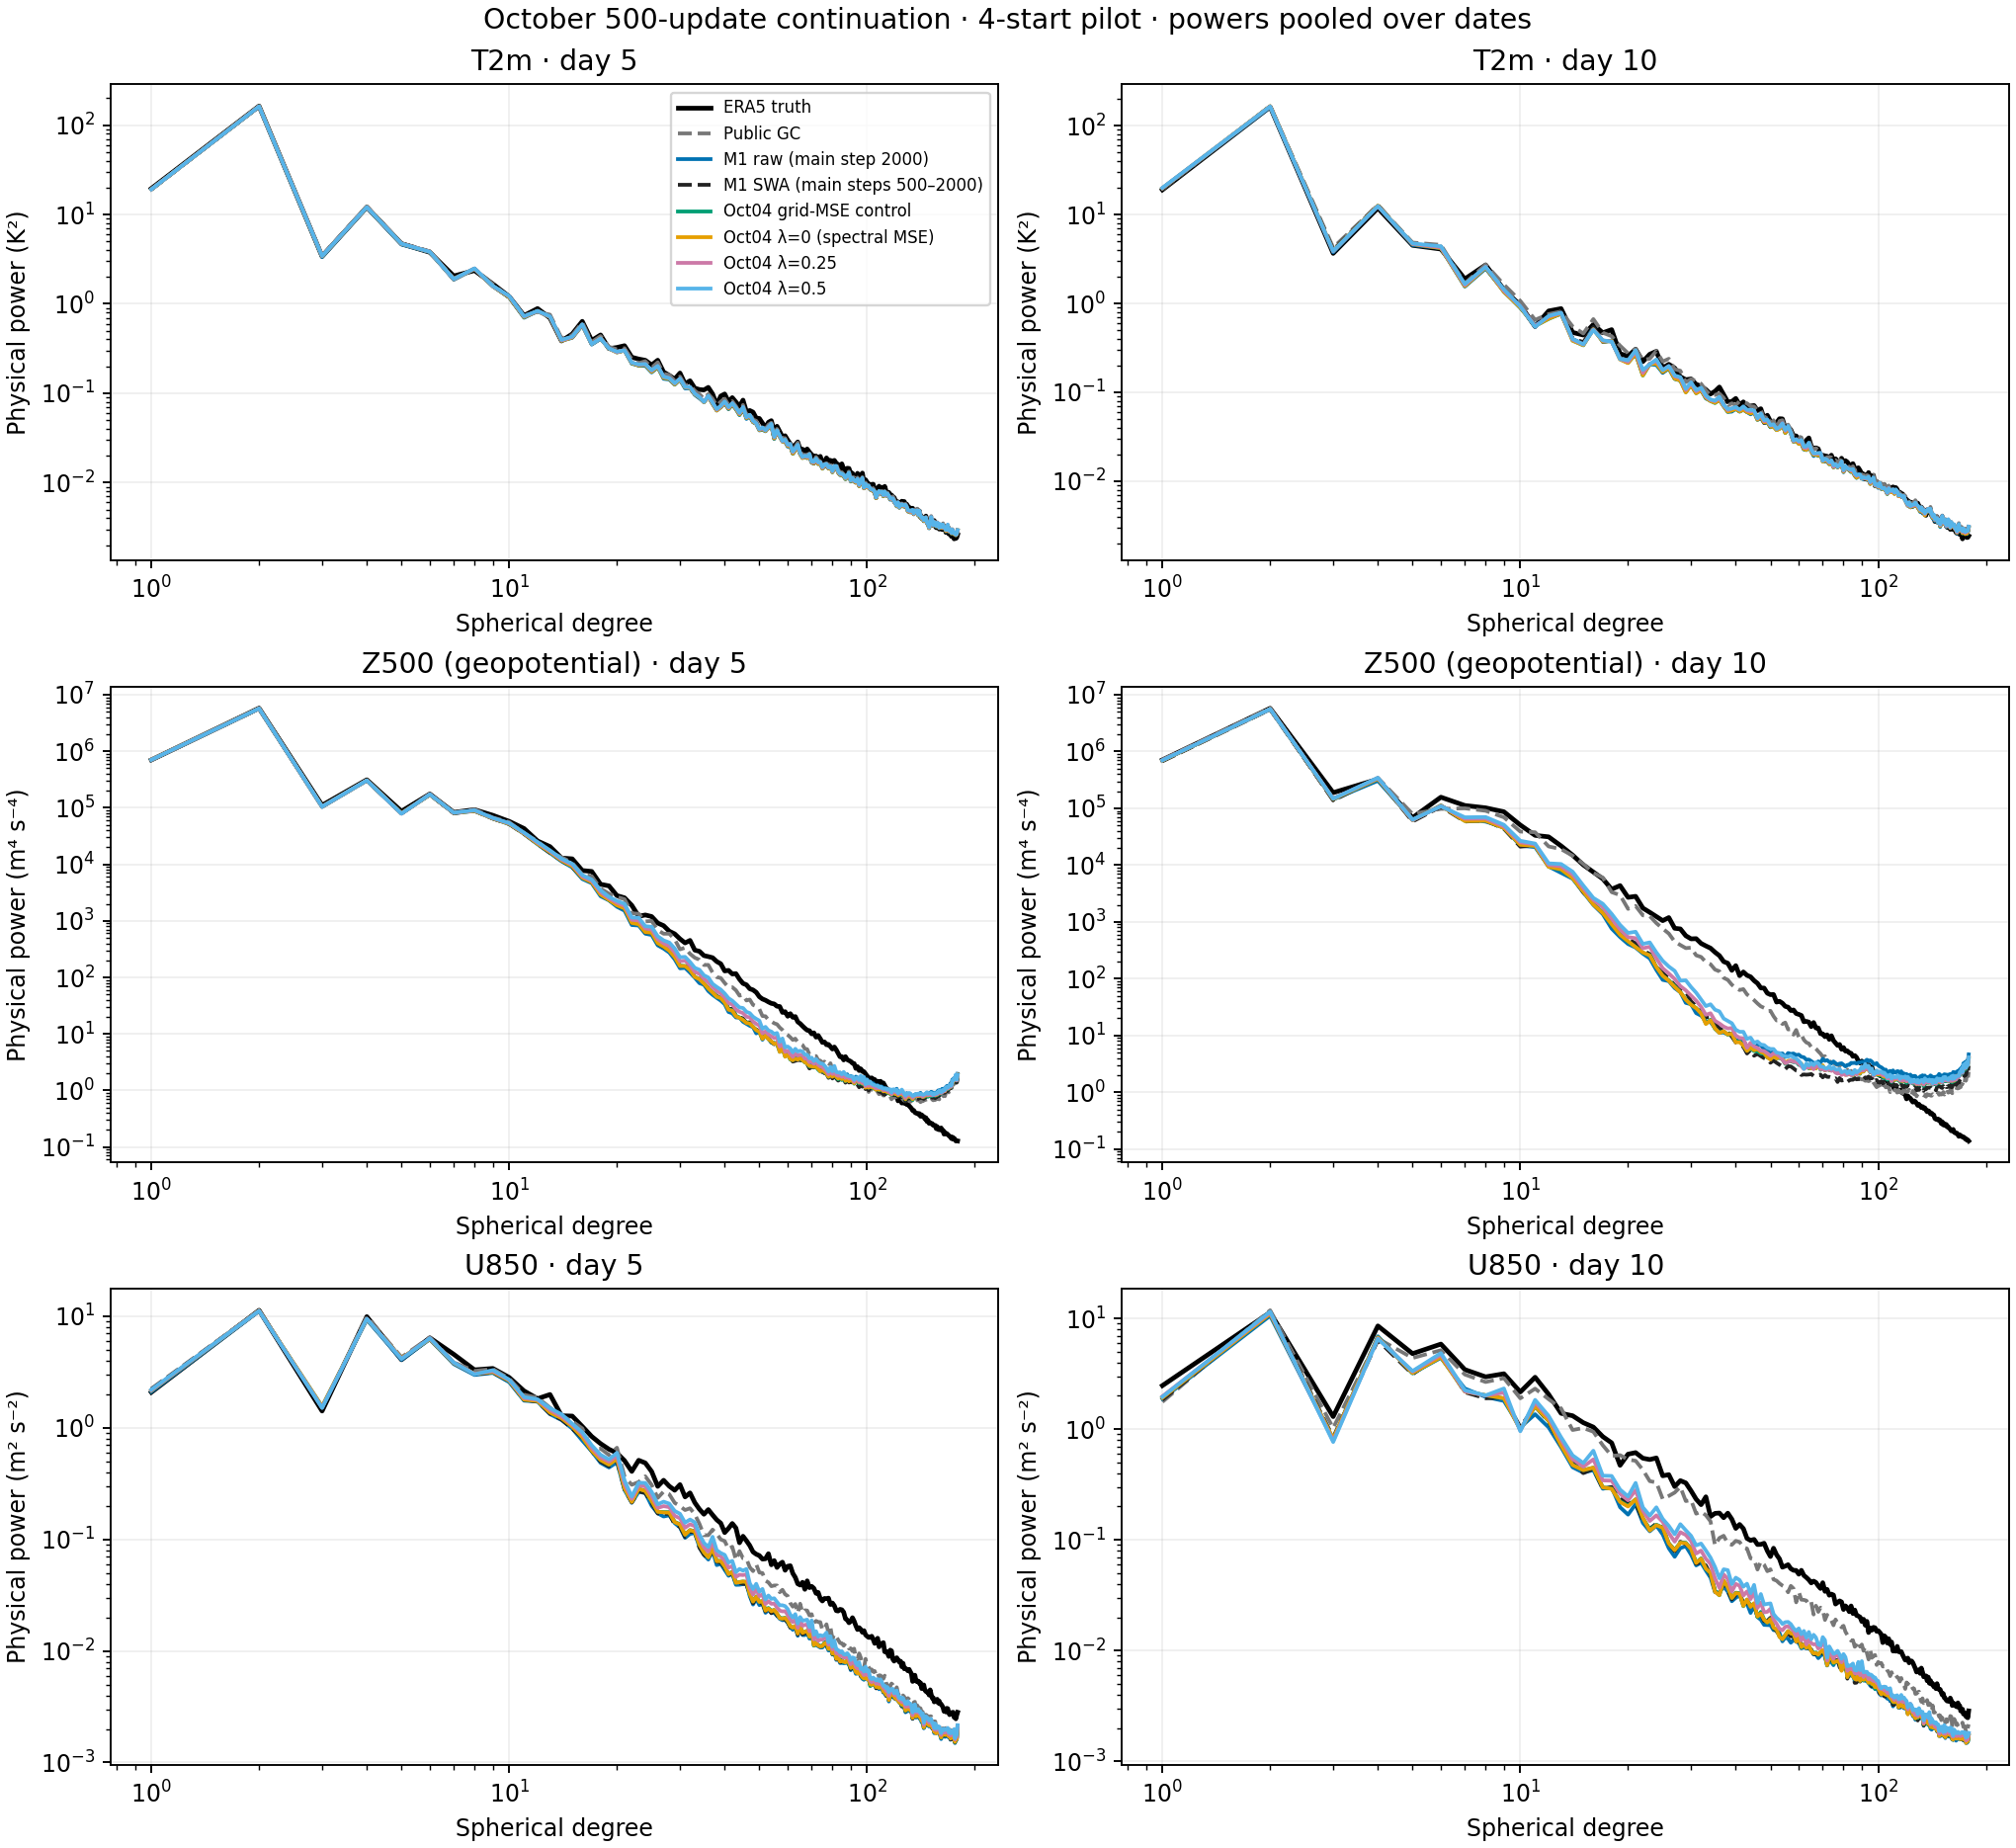 October 500-update continuation · 4-start pilot · powers pooled over dates
T2m · day 5
Physical power (K²)
10²
10¹
10⁰
10⁻¹
10⁻²
ERA5 truth
Public GC
M1 raw (main step 2000)
M1 SWA (main steps 500–2000)
Oct04 grid-MSE control
Oct04 λ=0 (spectral MSE)
Oct04 λ=0.25
Oct04 λ=0.5
10⁰ 10¹ 10²
Spherical degree
T2m · day 10
Physical power (K²)
10²
10¹
10⁰
10⁻¹
10⁻²
10⁰ 10¹ 10²
Spherical degree
Z500 (geopotential) · day 5
Physical power (m⁴ s⁻⁴)
10⁷
10⁶
10⁵
10⁴
10³
10²
10¹
10⁰
10⁻¹
10⁰ 10¹ 10²
Spherical degree
Z500 (geopotential) · day 10
Physical power (m⁴ s⁻⁴)
10⁷
10⁶
10⁵
10⁴
10³
10²
10¹
10⁰
10⁻¹
10⁰ 10¹ 10²
Spherical degree
U850 · day 5
Physical power (m² s⁻²)
10¹
10⁰
10⁻¹
10⁻²
10⁻³
10⁰ 10¹ 10²
Spherical degree
U850 · day 10
Physical power (m² s⁻²)
10¹
10⁰
10⁻¹
10⁻²
10⁻³
10⁰ 10¹ 10²
Spherical degree